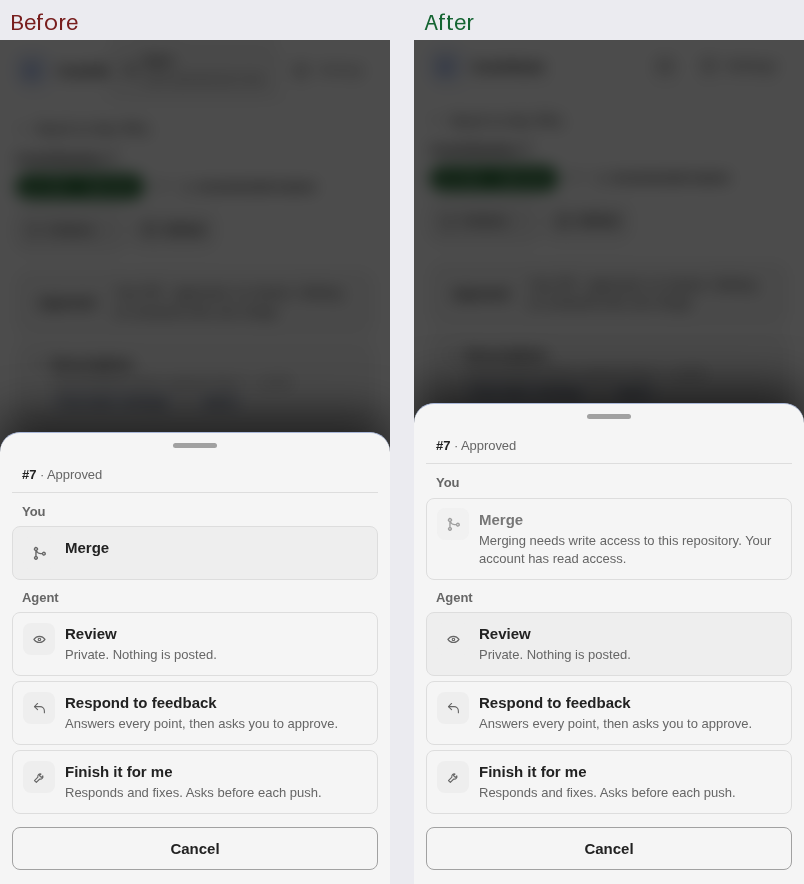 Before
After
#7 · Approved
You
Merge
Agent
Review
Private. Nothing is posted.
Respond to feedback
Answers every point, then asks you to approve.
Finish it for me
Responds and fixes. Asks before each push.
Cancel
#7 · Approved
You
Merge
Merging needs write access to this repository. Your
account has read access.
Agent
Review
Private. Nothing is posted.
Respond to feedback
Answers every point, then asks you to approve.
Finish it for me
Responds and fixes. Asks before each push.
Cancel